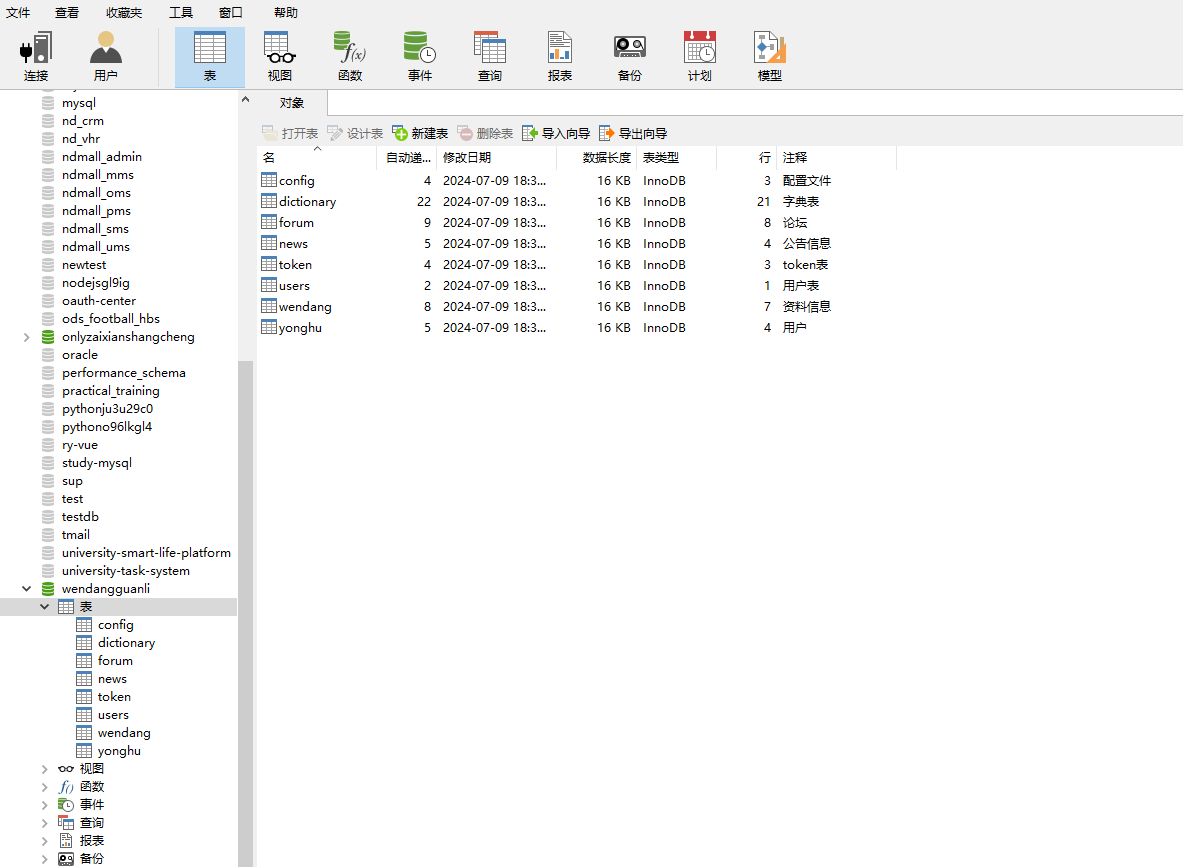 文件 查看 收藏夹 工具 窗口 帮助
连接 用户 表 视图 函数 事件 查询 报表 备份 计划 模型
mysql
nd_crm
nd_vhr
ndmall_admin
ndmall_mms
ndmall_oms
ndmall_pms
ndmall_sms
ndmall_ums
newtest
nodejsgl9ig
oauth-center
ods_football_hbs
onlyzaixianshangcheng
oracle
performance_schema
practical_training
pythonju3u29c0
pythono96lkgl4
ry-vue
study-mysql
sup
test
testdb
tmail
university-smart-life-platform
university-task-system
wendangguanli
表
config
dictionary
forum
news
token
users
wendang
yonghu
视图
函数
事件
查询
报表
备份
对象
打开表 设计表 新建表 删除表 导入向导 导出向导
名 自动递... 修改日期 数据长度 表类型 行 注释
config 4 2024-07-09 18:3... 16 KB InnoDB 3 配置文件
dictionary 22 2024-07-09 18:3... 16 KB InnoDB 21 字典表
forum 9 2024-07-09 18:3... 16 KB InnoDB 8 论坛
news 5 2024-07-09 18:3... 16 KB InnoDB 4 公告信息
token 4 2024-07-09 18:3... 16 KB InnoDB 3 token表
users 2 2024-07-09 18:3... 16 KB InnoDB 1 用户表
wendang 8 2024-07-09 18:3... 16 KB InnoDB 7 资料信息
yonghu 5 2024-07-09 18:3... 16 KB InnoDB 4 用户